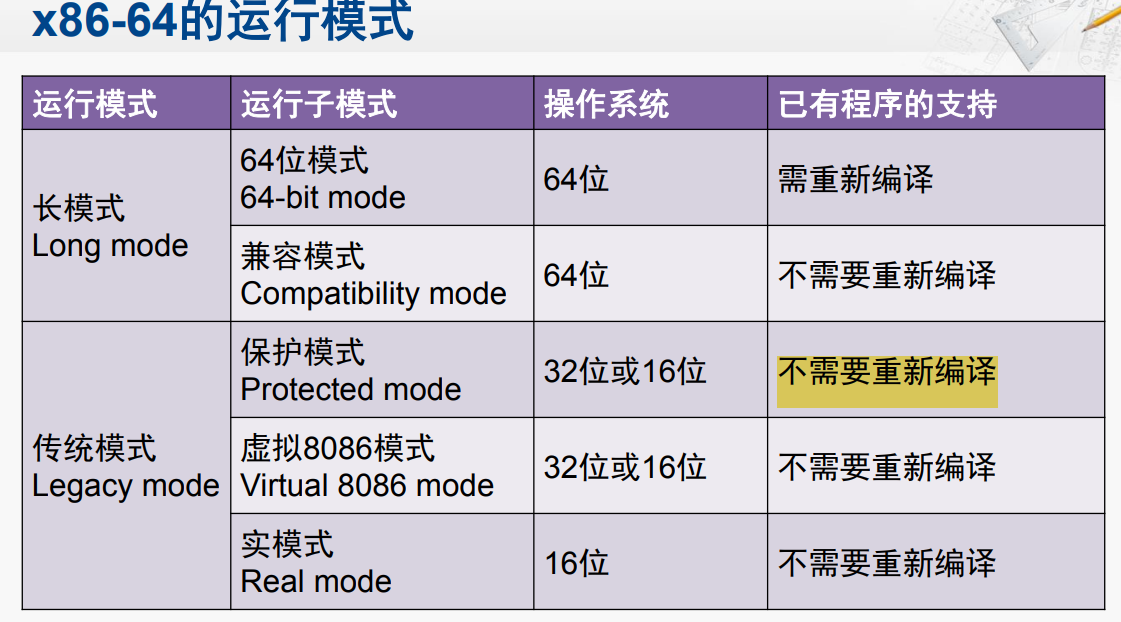 x86-64的运行模式
运行模式 运行子模式 操作系统 已有程序的支持
长模式
Long mode
64位模式
64-bit mode
64位
需重新编译
兼容模式
Compatibility mode
64位
不需要重新编译
传统模式
Legacy mode
保护模式
Protected mode
32位或16位
不需要重新编译
虚拟8086模式
Virtual 8086 mode
32位或16位
不需要重新编译
实模式
Real mode
16位
不需要重新编译